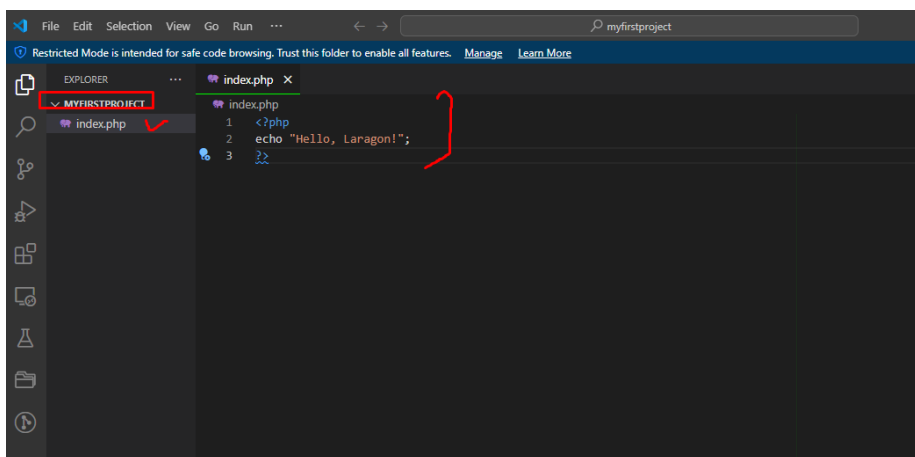 File Edit Selection View Go Run ··· myfirstproject
Restricted Mode is intended for safe code browsing. Trust this folder to enable all features. Manage Learn More
EXPLORER ··· index.php
MYFIRSTPROJECT index.php
index.php 1 <?php
2 echo "Hello, Laragon!";
3 ?>